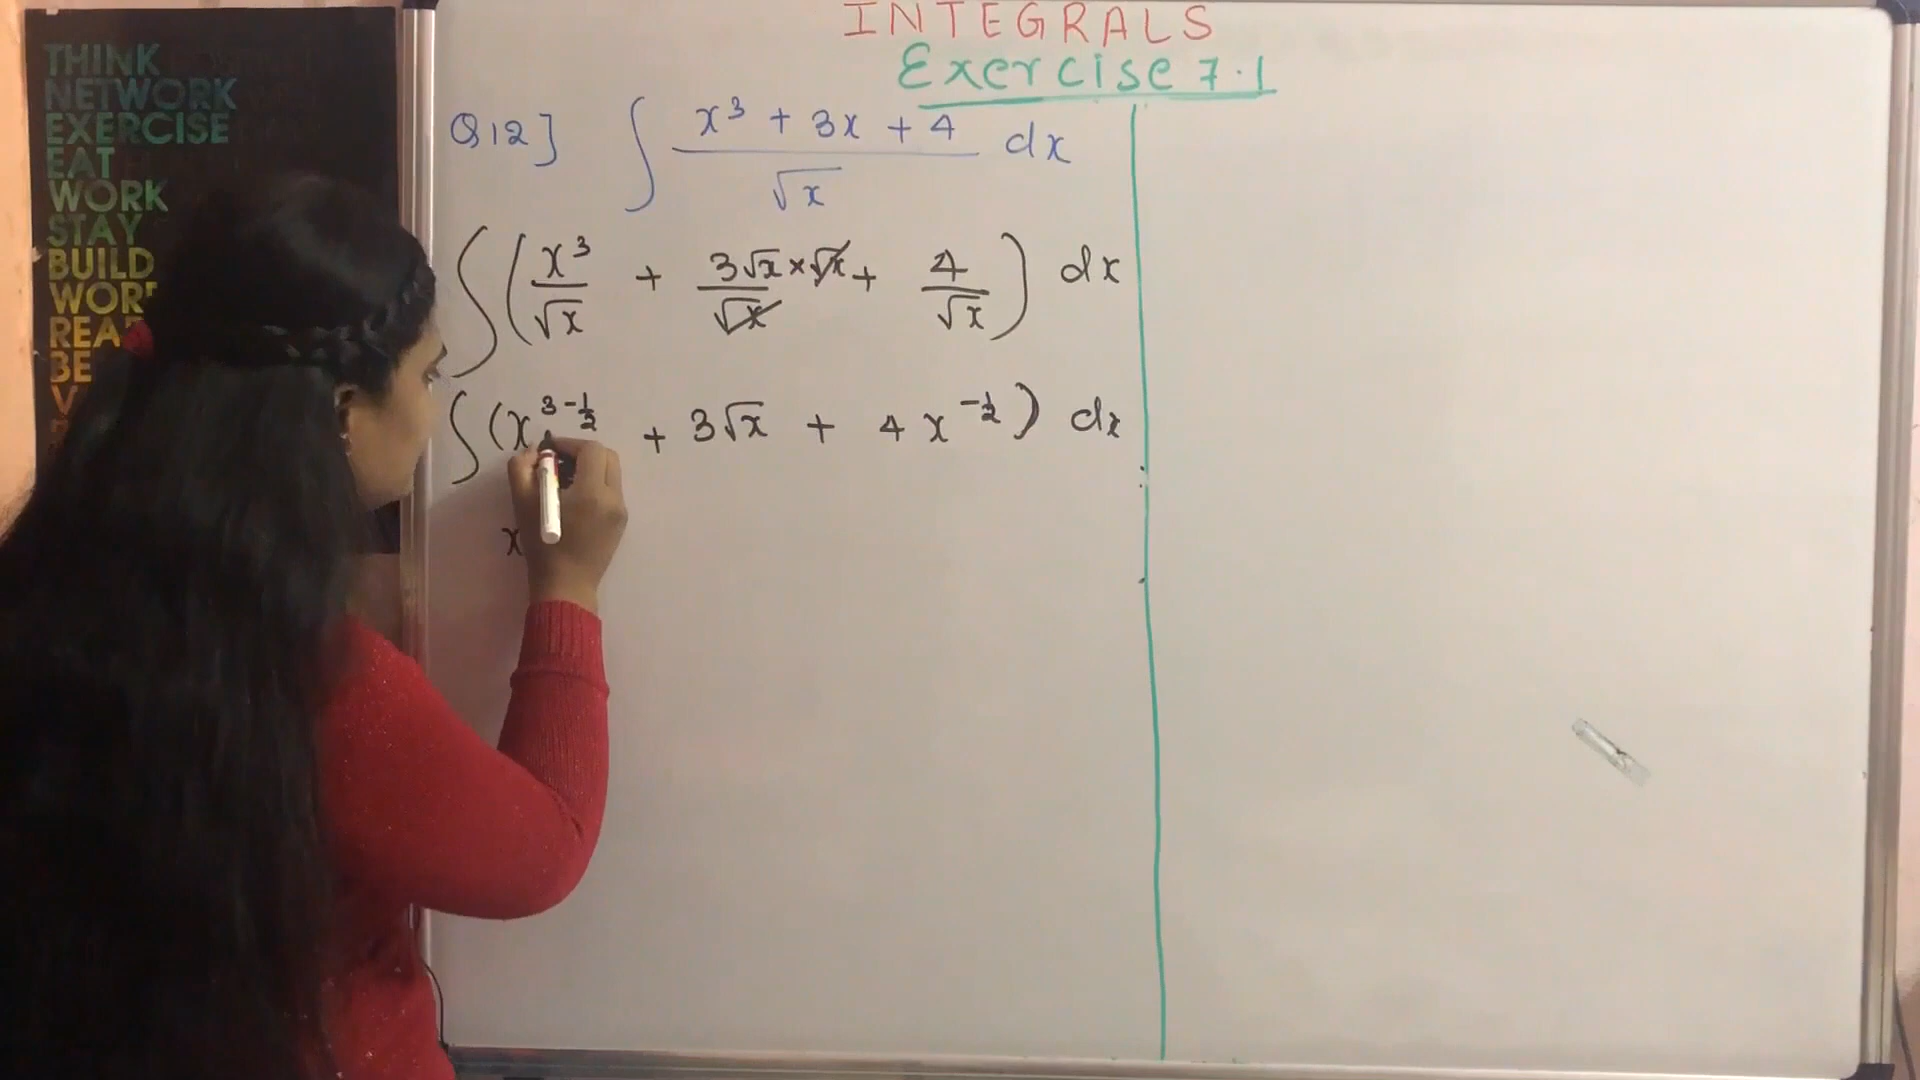 INTEGRALS
Exercise 7.1
THINK
NETWORK
EXERCISE
EAT
WORK
STAY
BUILD
BE
Q12] ∫ (x³ + 3x + 4)/√x dx
∫ (x³/√x + (3√x × √x)/√x + 4/√x) dx
∫ (x^(3-1/2) + 3√x + 4x^(-1/2)) dx
x